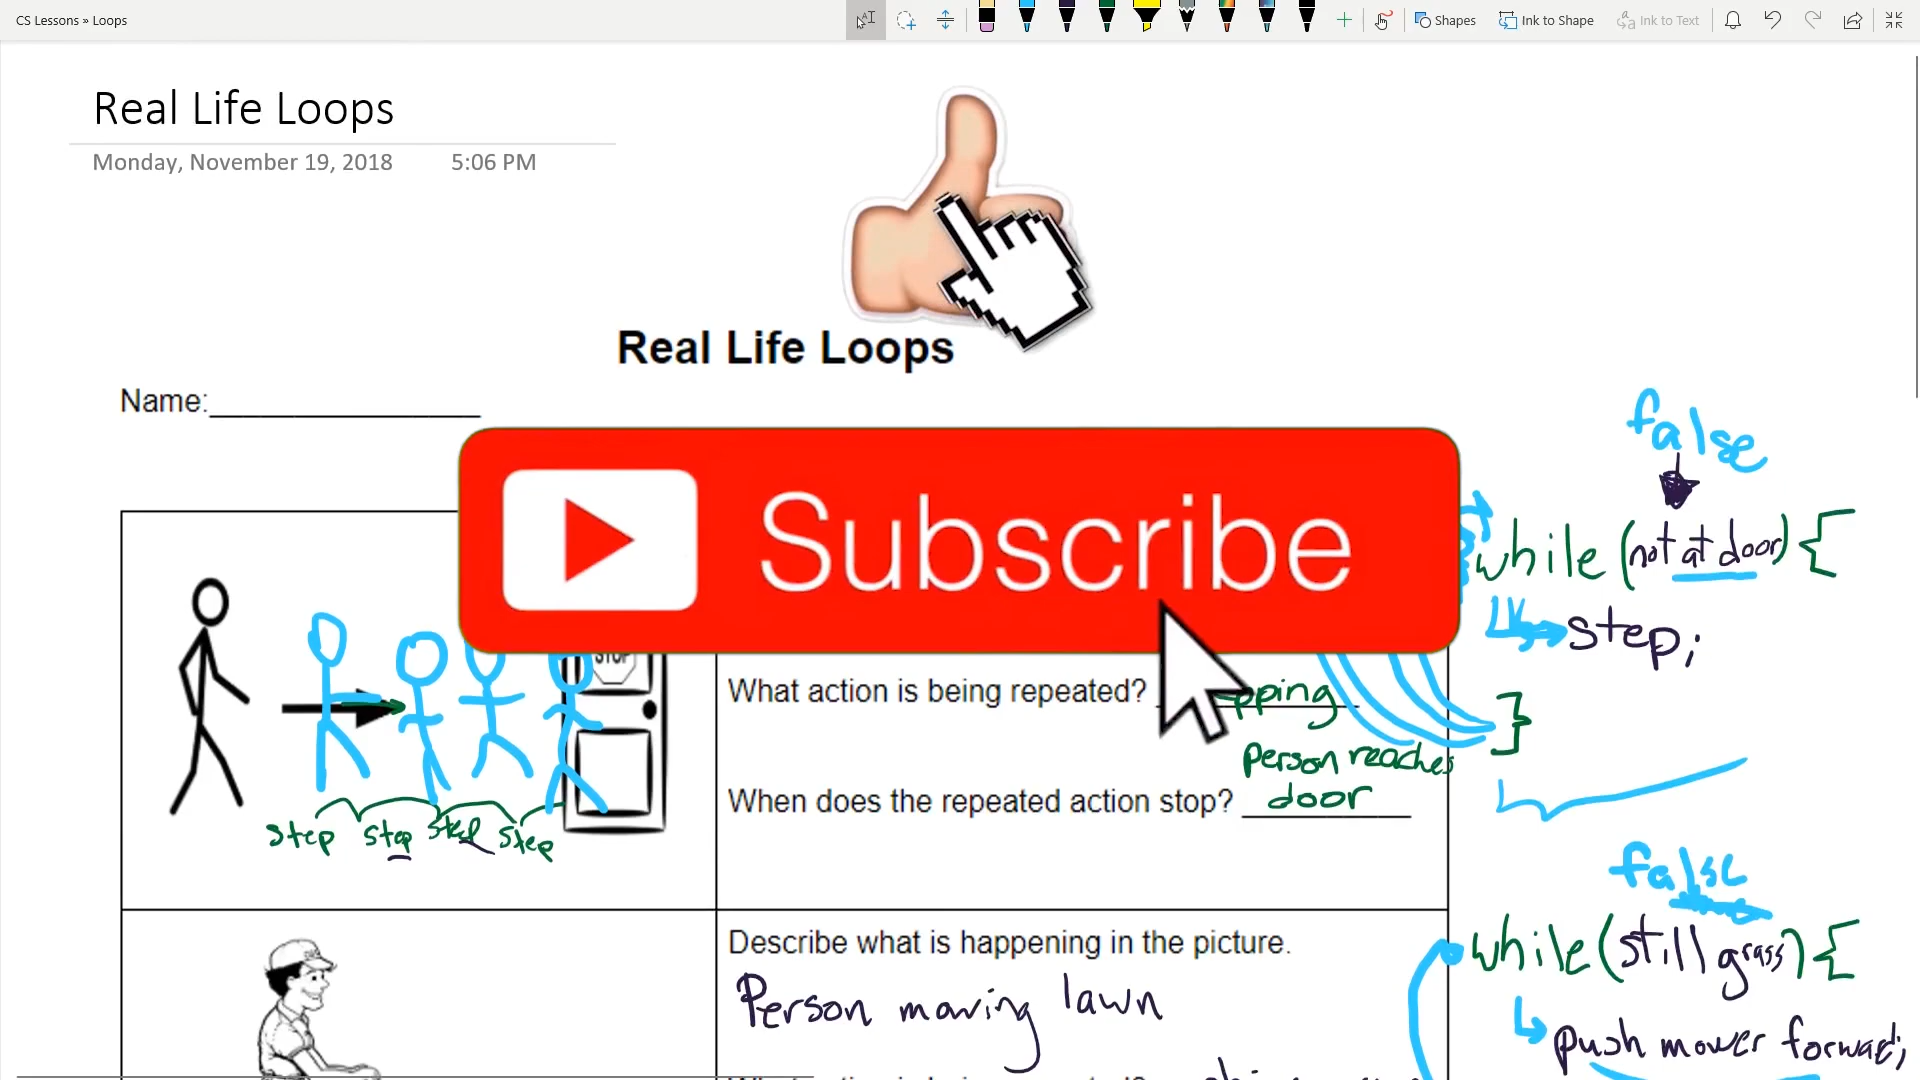 CS Lessons » Loops
Shapes
Ink to Shape
Ink to Text
Real Life Loops
Monday, November 19, 2018 5:06 PM
Real Life Loops
Name:
false
Subscribe
while (not at door) {
step;
STOP
What action is being repeated?
}
person reaches
When does the repeated action stop? door
step step step step
false
Describe what is happening in the picture.
while (still grass) {
Person moving lawn
push mower forward;